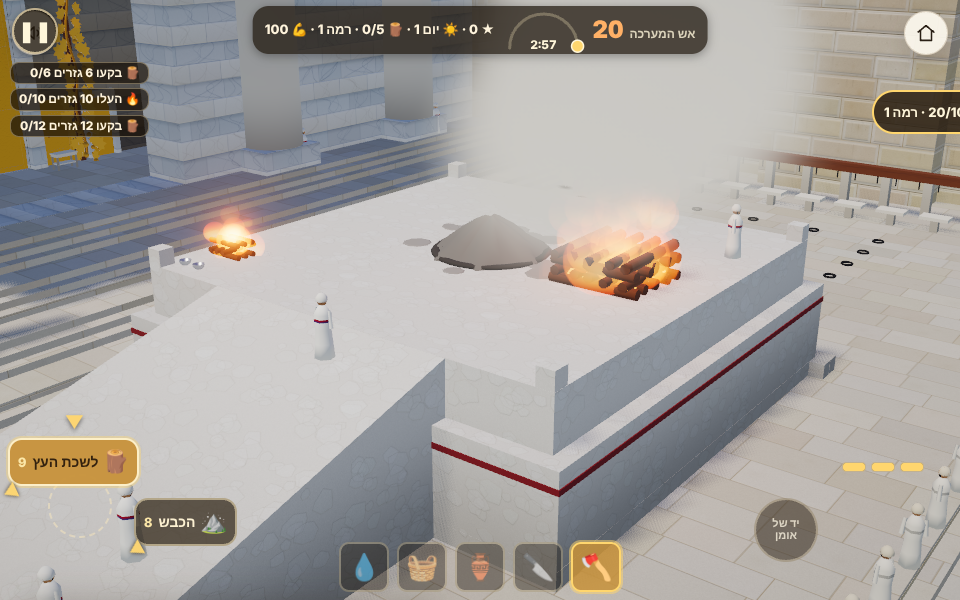 ★ 0 · ☀️ יום 1 · 🪵 0/5 · רמה 1 · 💪 100
2:57
אש המערכה 20
🪵 בקעו 6 גזרים 0/6
🔥 העלו 10 גזרים 0/10
🪵 בקעו 12 גזרים 0/12
20/10 · רמה 1
לשכת העץ 9
הכבש 8
יד של
אומן